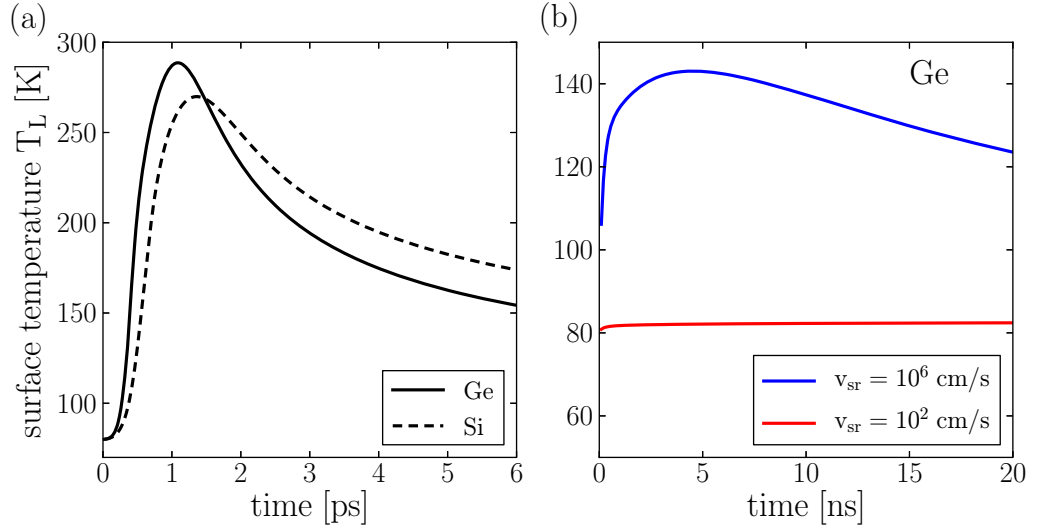 (a)
surface temperature T_L [K]
300
250
200
150
100
0 1 2 3 4 5 6
time [ps]
Ge
Si
(b)
Ge
140
120
100
80
60
0 5 10 15 20
time [ns]
v_sr = 10^6 cm/s
v_sr = 10^2 cm/s